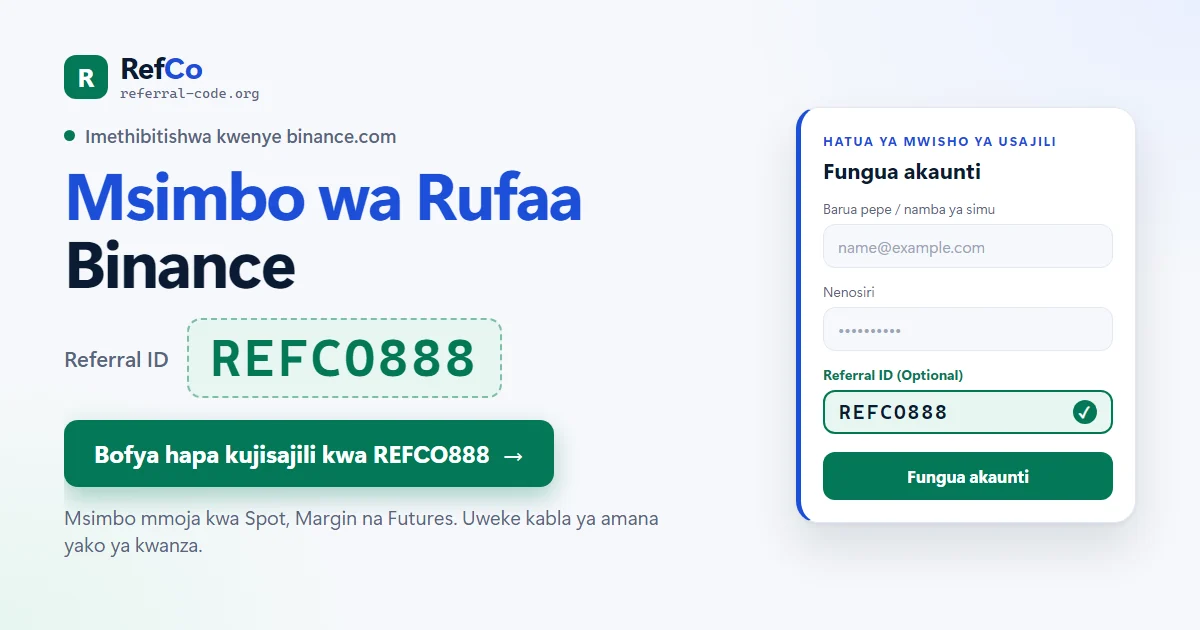 R
RefCo
referral-code.org
Imethibitishwa kwenye binance.com
Msimbo wa Rufaa
Binance
Referral ID
REFCO888
Bofya hapa kujisajili kwa REFCO888 →
Msimbo mmoja kwa Spot, Margin na Futures. Uweke kabla ya amana
yako ya kwanza.
HATUA YA MWISHO YA USAJILI
Fungua akaunti
Barua pepe / namba ya simu
name@example.com
Nenosiri
••••••••••
Referral ID (Optional)
REFCO888 ✓
Fungua akaunti